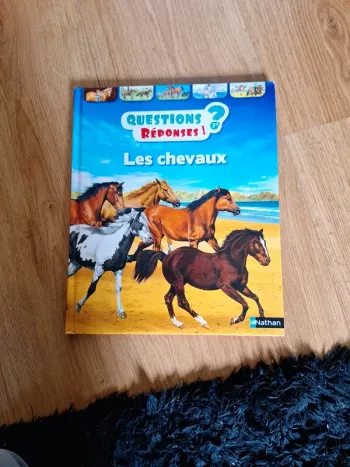 QUESTIONS ?
RÉPONSES !
Les chevaux
Nathan